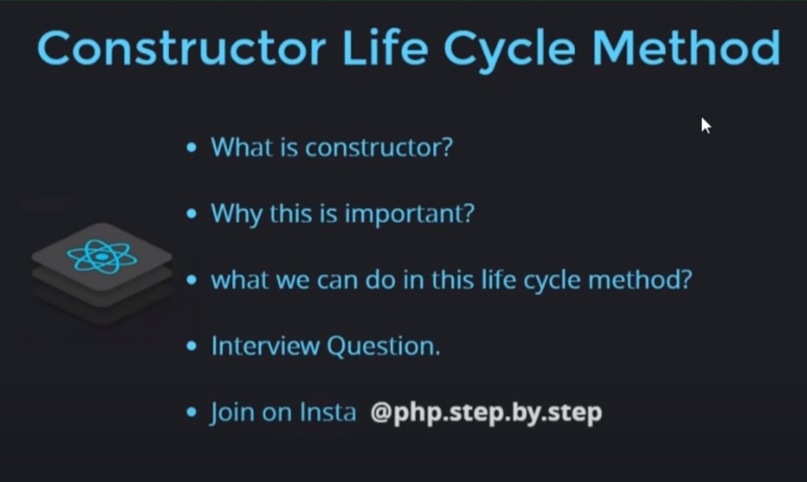 Constructor Life Cycle Method
• What is constructor?
• Why this is important?
• what we can do in this life cycle method?
• Interview Question.
• Join on Insta @php.step.by.step